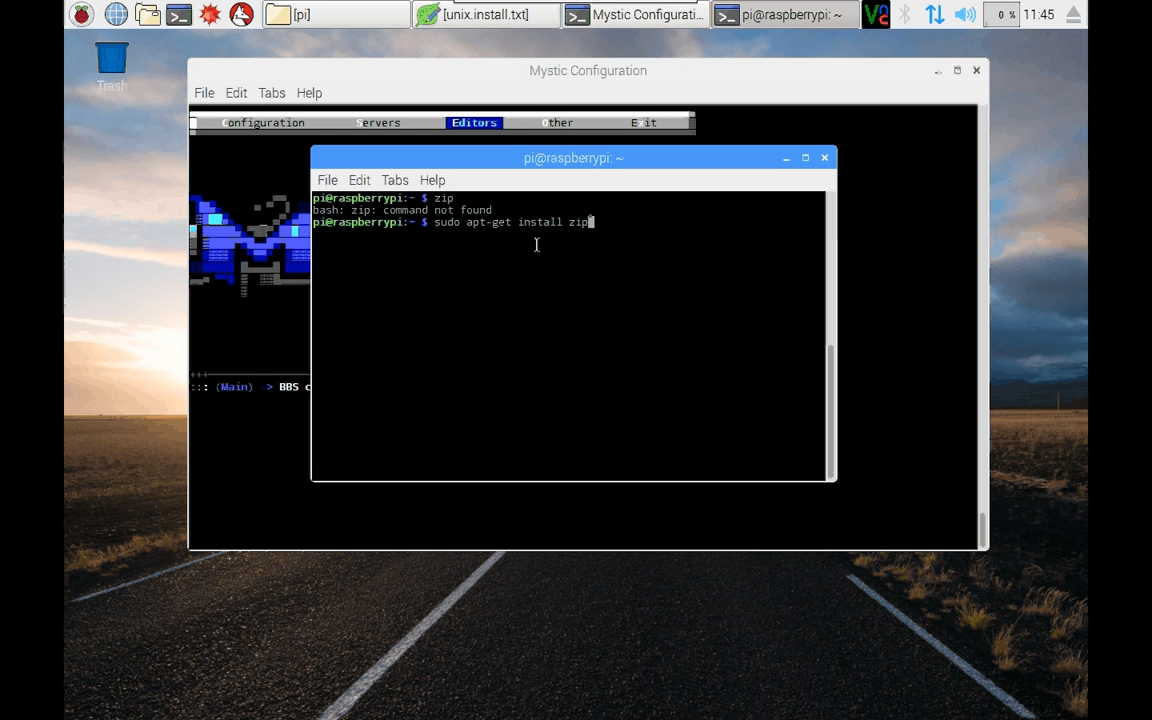 [pi]
[unix.install.txt]
Mystic Configurati...
pi@raspberrypi: ~
0 %
11:45
Trash
Mystic Configuration
File Edit Tabs Help
Configuration Servers Editors Other Exit
pi@raspberrypi: ~
File Edit Tabs Help
pi@raspberrypi:~ $ zip
bash: zip: command not found
pi@raspberrypi:~ $ sudo apt-get install zip
::: (Main) -> BBS c